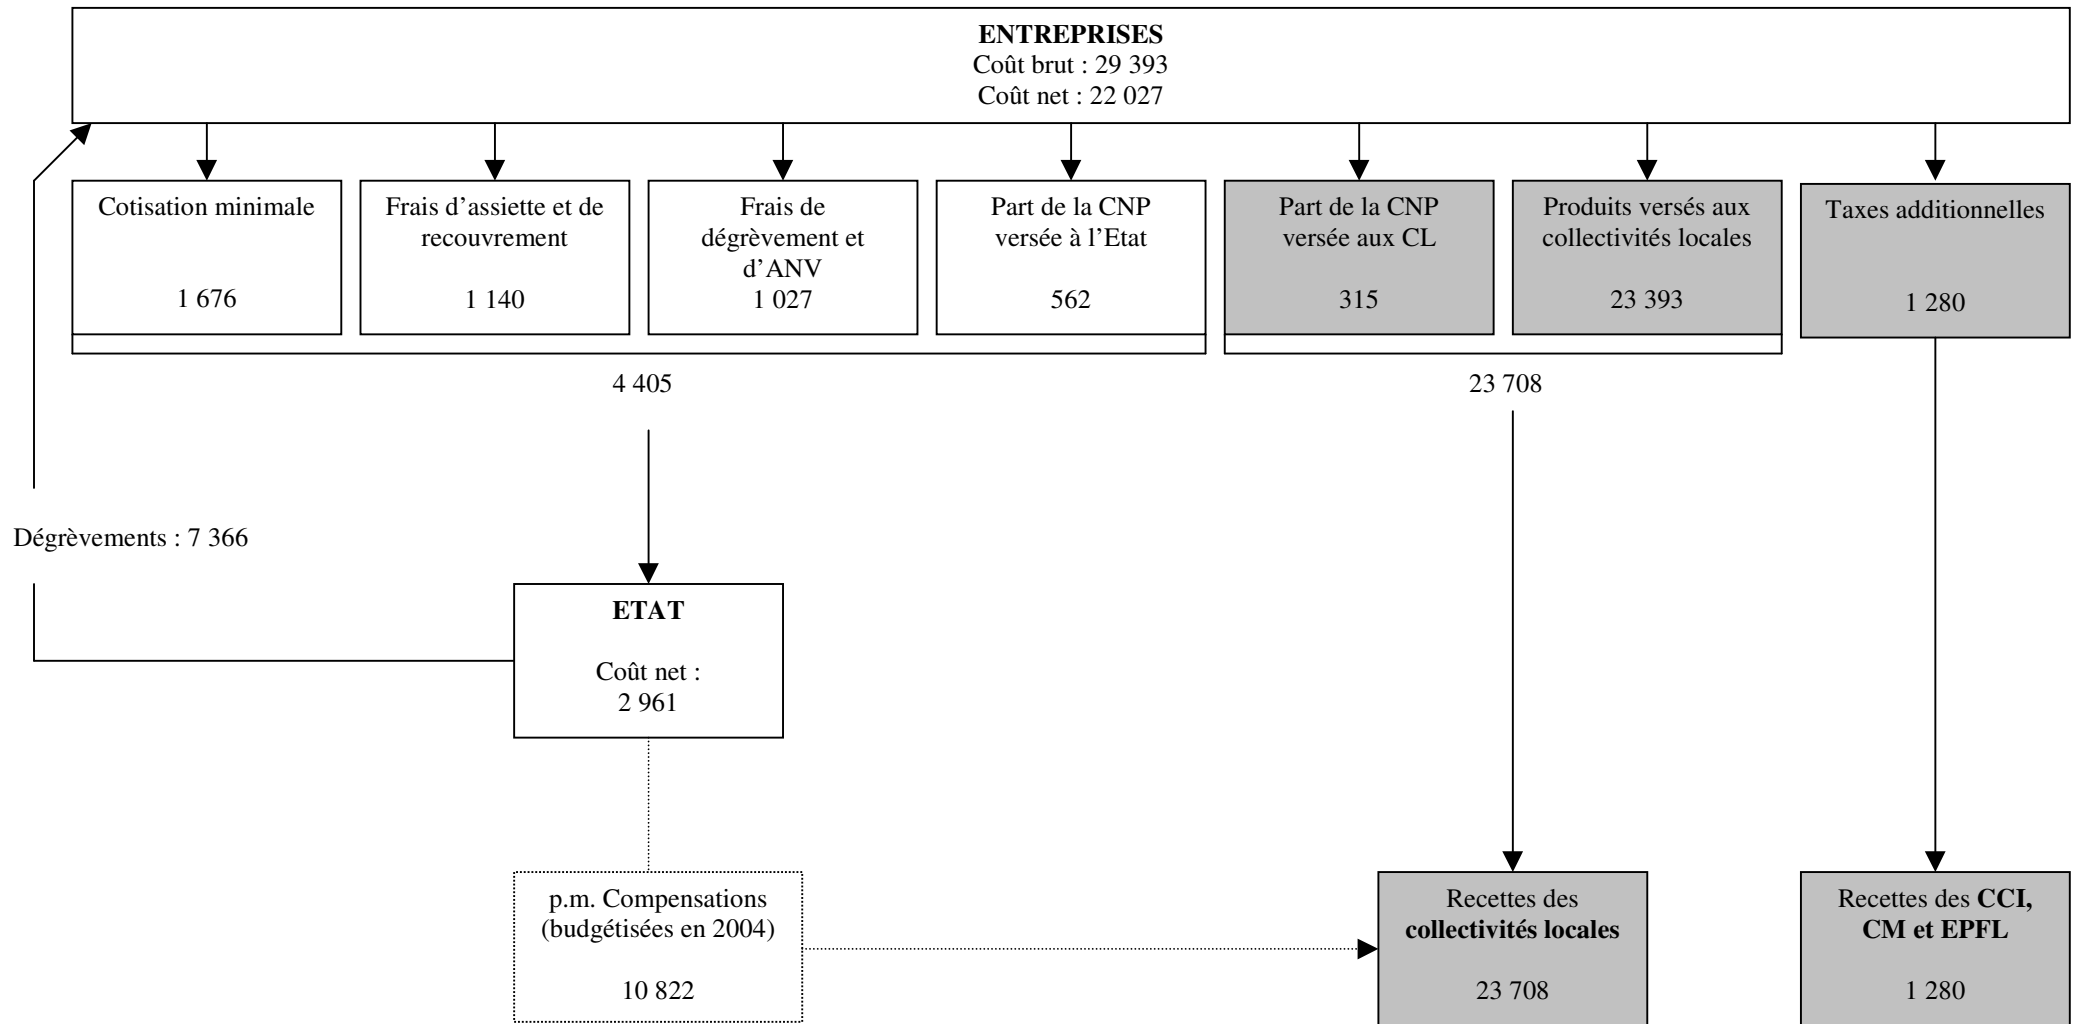 ENTREPRISES
Coût brut : 29 393
Coût net : 22 027
Cotisation minimale
1 676
Frais d'assiette et de
recouvrement
1 140
Frais de
dégrèvement et
d'ANV
1 027
Part de la CNP
versée à l'Etat
562
Part de la CNP
versée aux CL
315
Produits versés aux
collectivités locales
23 393
Taxes additionnelles
1 280
4 405
23 708
Dégrèvements : 7 366
ETAT
Coût net :
2 961
p.m. Compensations
(budgétisées en 2004)
10 822
Recettes des
collectivités locales
23 708
Recettes des CCI,
CM et EPFL
1 280